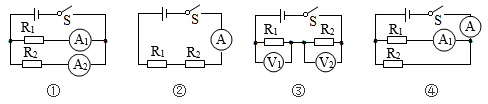 S S S S
R₁ A₁ A R₁ R₂ R₁ A₁ A
R₂ A₂ R₁ R₂ V₁ V₂ R₂
① ② ③ ④